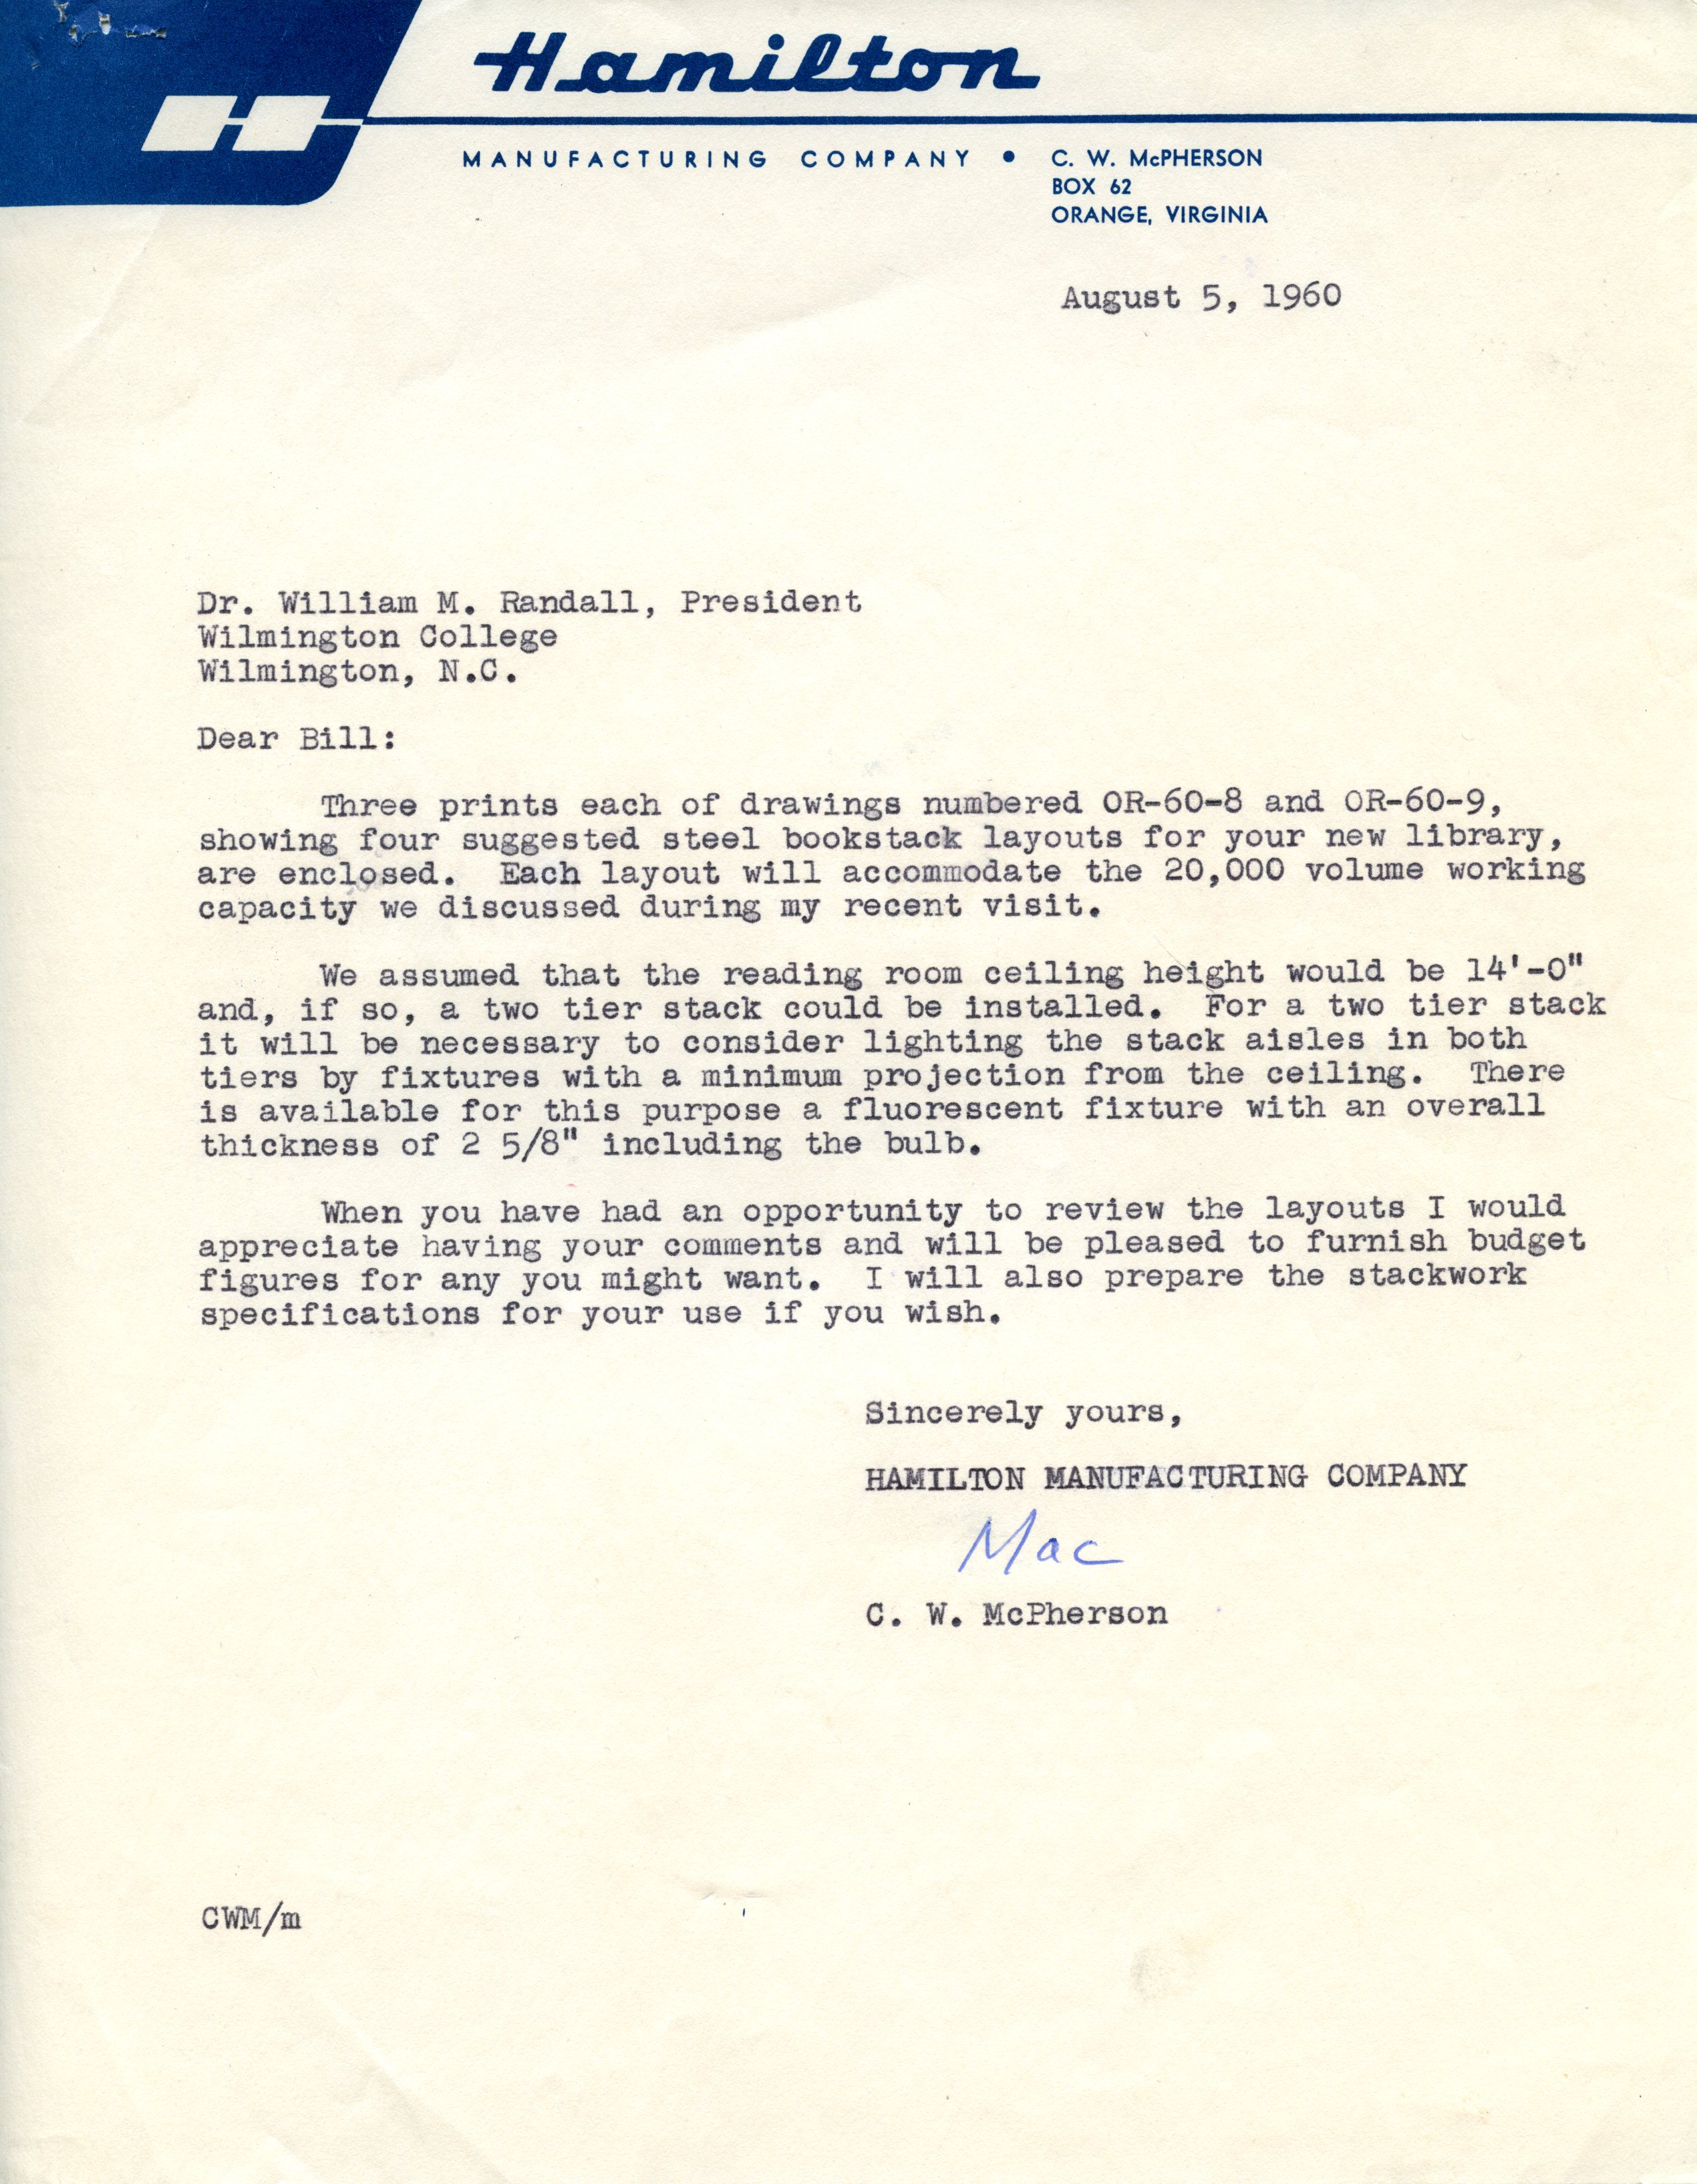 Hamilton
MANUFACTURING COMPANY • C. W. McPHERSON
BOX 62
ORANGE, VIRGINIA
August 5, 1960
Dr. William M. Randall, President
Wilmington College
Wilmington, N.C.
Dear Bill:
Three prints each of drawings numbered OR-60-8 and OR-60-9,
showing four suggested steel bookstack layouts for your new library,
are enclosed. Each layout will accommodate the 20,000 volume working
capacity we discussed during my recent visit.
We assumed that the reading room ceiling height would be 14'-0"
and, if so, a two tier stack could be installed. For a two tier stack
it will be necessary to consider lighting the stack aisles in both
tiers by fixtures with a minimum projection from the ceiling. There
is available for this purpose a fluorescent fixture with an overall
thickness of 2 5/8" including the bulb.
When you have had an opportunity to review the layouts I would
appreciate having your comments and will be pleased to furnish budget
figures for any you might want. I will also prepare the stackwork
specifications for your use if you wish.
Sincerely yours,
HAMILTON MANUFACTURING COMPANY
Mac
C. W. McPherson
CWM/m